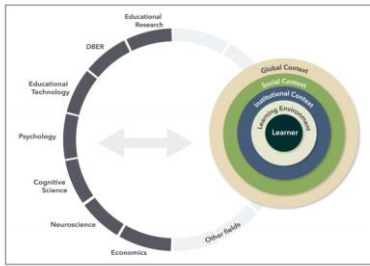 Educational
Research
DBER
Educational
Technology
Psychology
Cognitive
Science
Neuroscience
Economics
Other fields
Global Context
Social Context
Institutional Context
Learning Environment
Learner